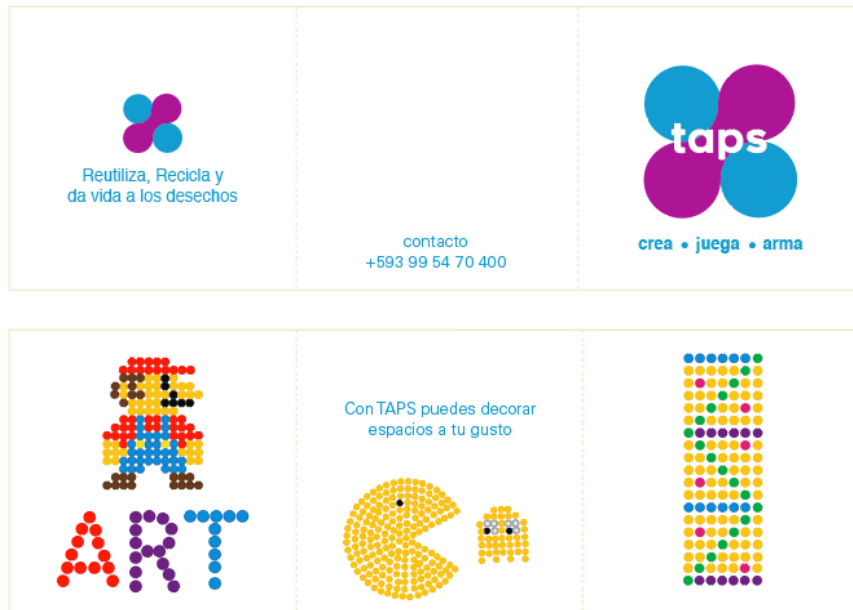 Reutiliza, Recicla y
da vida a los desechos
contacto
+593 99 54 70 400
taps
crea • juega • arma
ART
Con TAPS puedes decorar
espacios a tu gusto